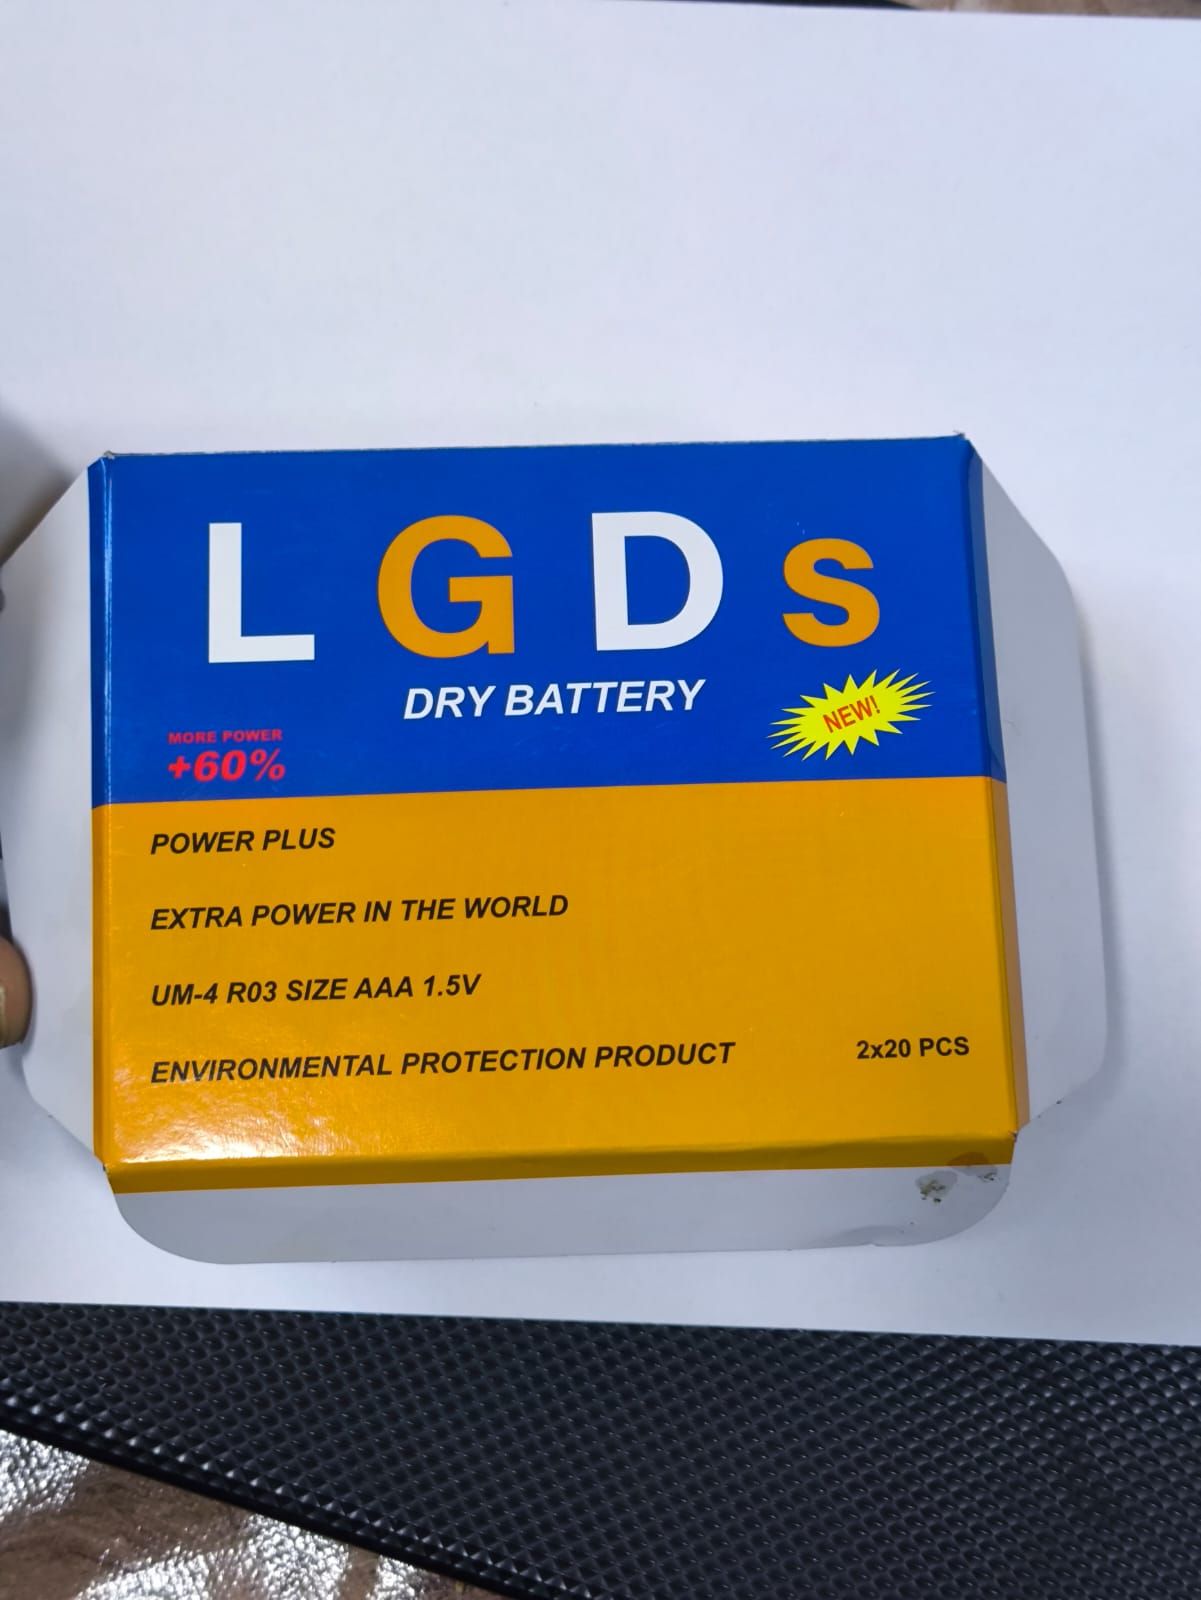 L G D s
DRY BATTERY
NEW!
MORE POWER
+60%
POWER PLUS
EXTRA POWER IN THE WORLD
UM-4 R03 SIZE AAA 1.5V
ENVIRONMENTAL PROTECTION PRODUCT 2x20 PCS